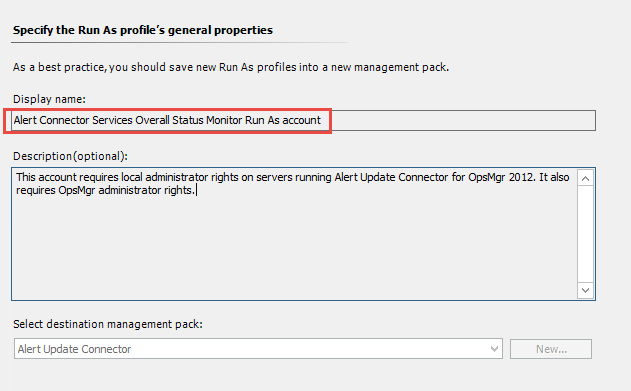 Specify the Run As profile's general properties
As a best practice, you should save new Run As profiles into a new management pack.
Display name:
Alert Connector Services Overall Status Monitor Run As account
Description(optional):
This account requires local administrator rights on servers running Alert Update Connector for OpsMgr 2012. It also
requires OpsMgr administrator rights.
Select destination management pack:
Alert Update Connector
New...